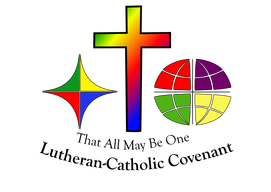 That All May Be One
Lutheran-Catholic Covenant